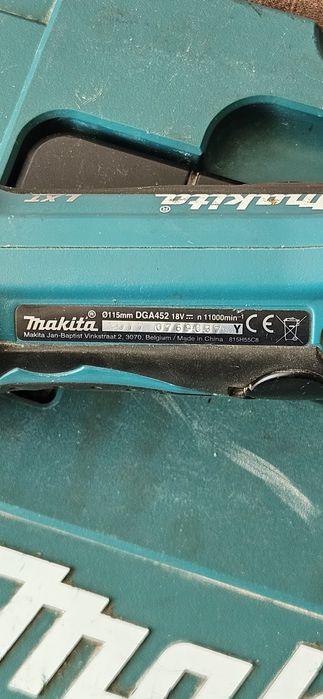 makita
LXT
makita Ø115mm DGA452 18V n 11000min⁻¹
Y CE
Makita Jan-Baptist Vinkstraat 2, 3070, Belgium / Made in China 815H55C8